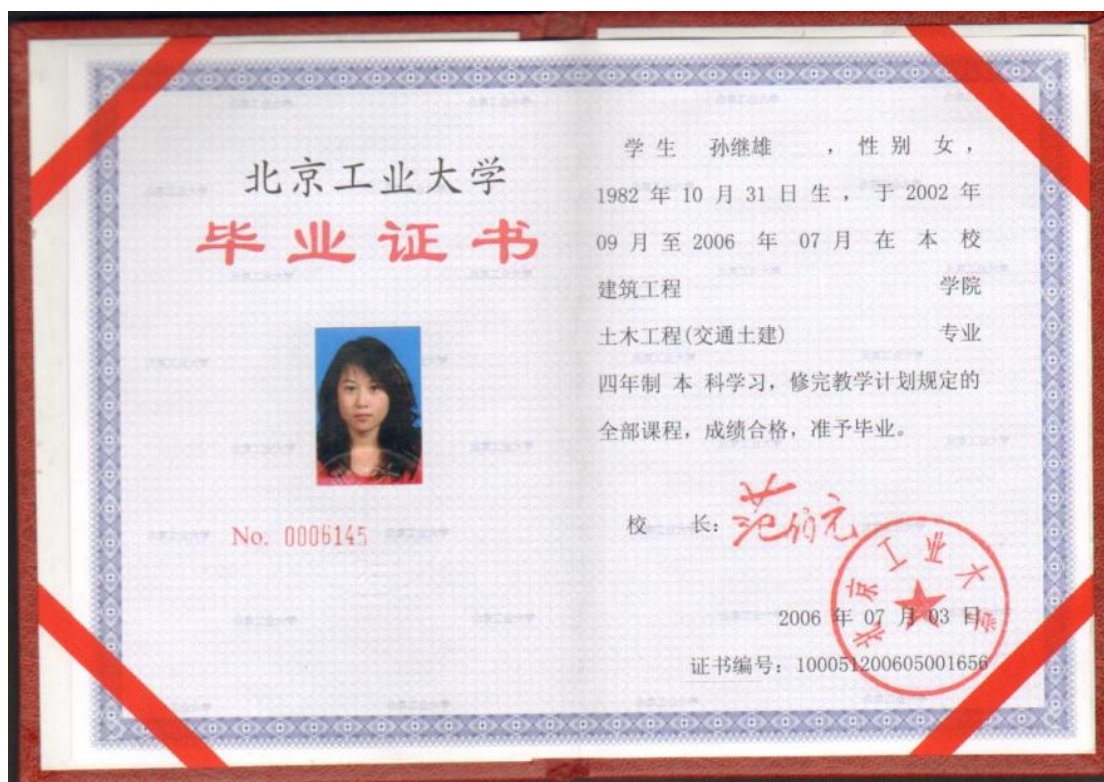 北京工业大学
毕业证书
No. 0006145
学生 孙继雄 ，性别 女，
1982 年 10 月 31 日 生，于 2002 年
09 月至 2006 年 07 月 在 本 校
建筑工程 学院
土木工程(交通土建) 专业
四年制 本 科学习，修完教学计划规定的
全部课程，成绩合格，准予毕业。
校 长：范伯元
北京工业大学
2006 年 07 月 03 日
证书编号：100051200605001656